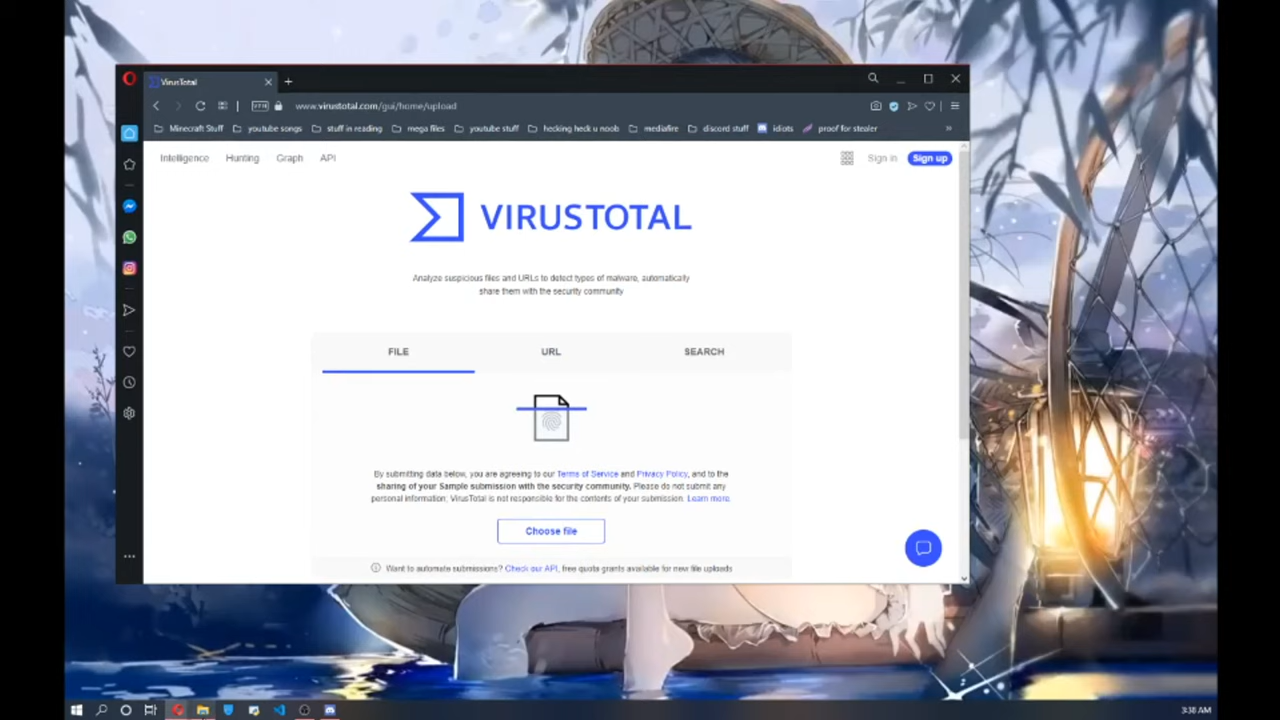 VirusTotal
VPN
www.virustotal.com/gui/home/upload
Minecraft Stuff youtube songs stuff in reading mega files youtube stuff hecking heck u noob mediafire discord stuff idiots proof for stealer »
Intelligence Hunting Graph API Sign in Sign up
VIRUSTOTAL
Analyze suspicious files and URLs to detect types of malware, automatically
share them with the security community
FILE URL SEARCH
By submitting data below, you are agreeing to our Terms of Service and Privacy Policy, and to the
sharing of your Sample submission with the security community. Please do not submit any
personal information; VirusTotal is not responsible for the contents of your submission. Learn more.
Choose file
Want to automate submissions? Check our API, free quota grants available for new file uploads
3:38 AM